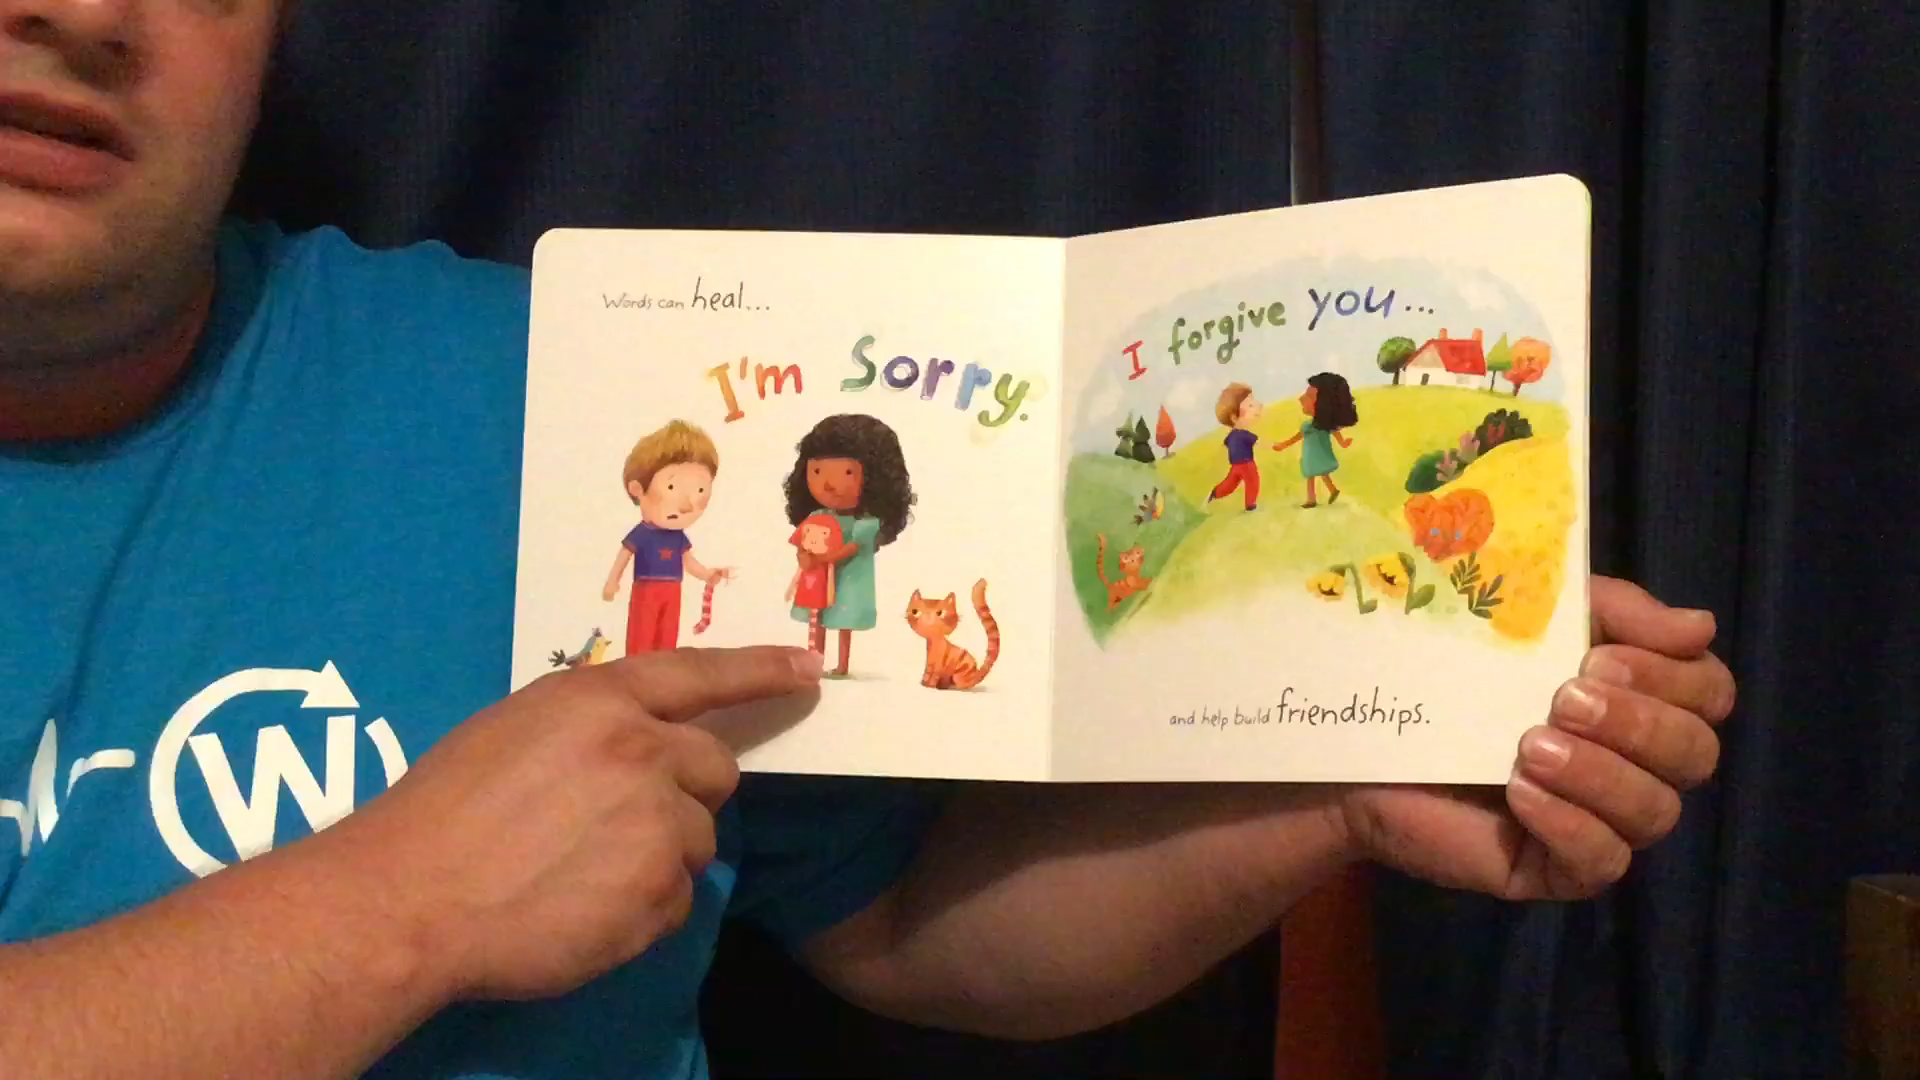 Words can heal...
I'm Sorry.
I forgive you...
and help build friendships.
W